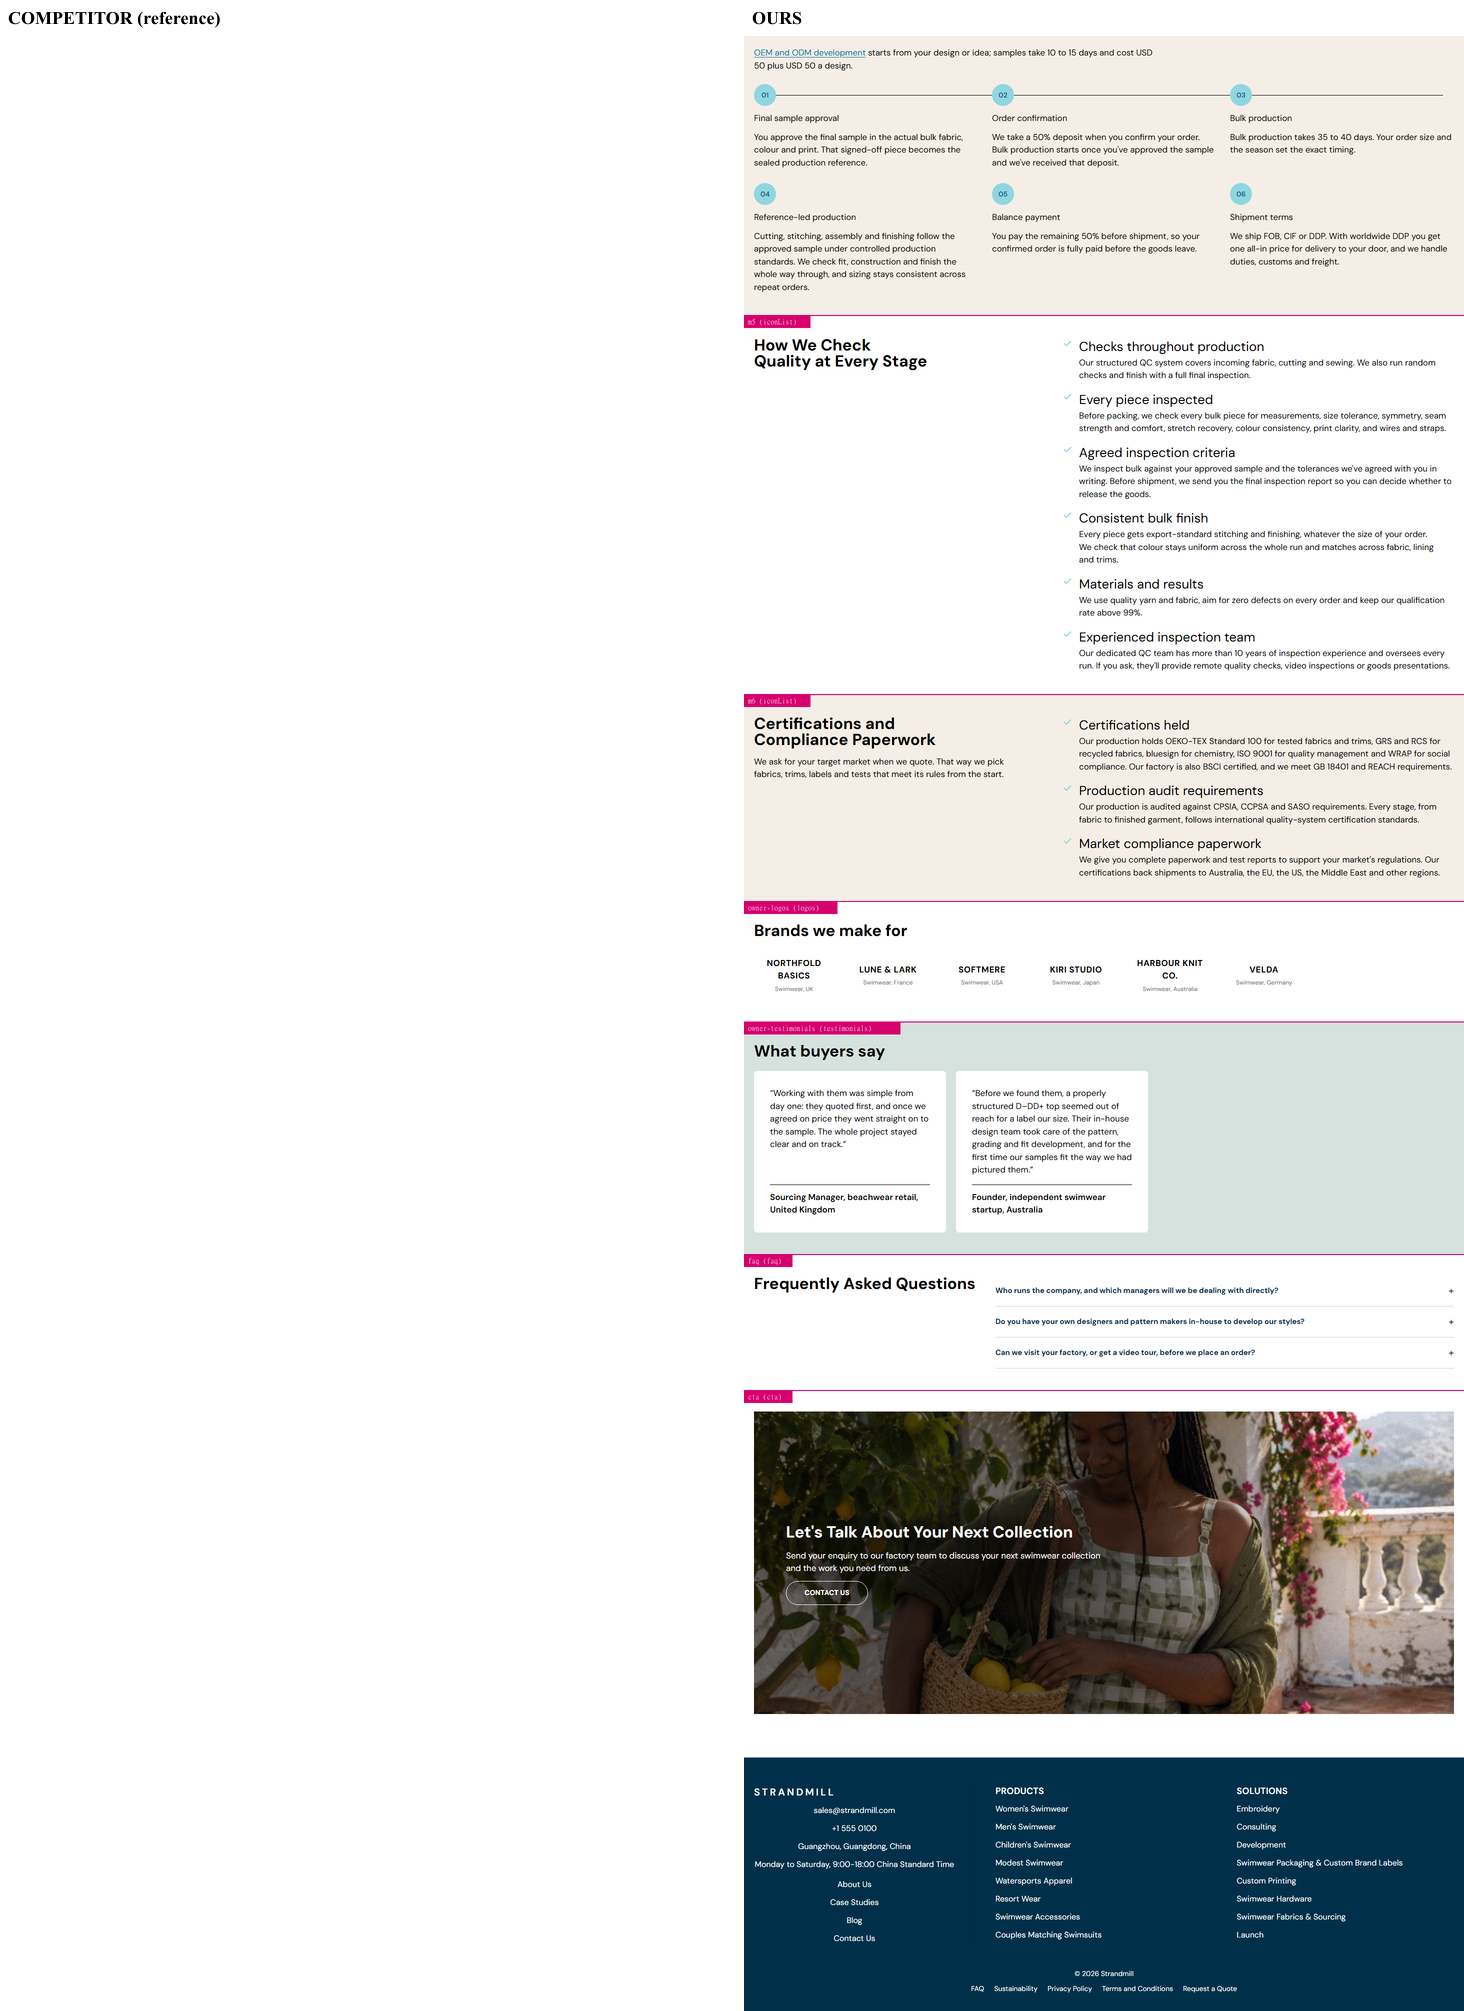 COMPETITOR (reference)
OURS
OEM and ODM development starts from your design or idea; samples take 10 to 15 days and cost USD
50 plus USD 50 a design.
01
02
03
Final sample approval
Order confirmation
Bulk production
You approve the final sample in the actual bulk fabric,
colour and print. That signed-off piece becomes the
sealed production reference.
We take a 50% deposit when you confirm your order.
Bulk production starts once you've approved the sample
and we've received that deposit.
Bulk production takes 35 to 40 days. Your order size and
the season set the exact timing.
04
05
06
Reference-led production
Balance payment
Shipment terms
Cutting, stitching, assembly and finishing follow the
approved sample under controlled production
standards. We check fit, construction and finish the
whole way through, and sizing stays consistent across
repeat orders.
You pay the remaining 50% before shipment, so your
confirmed order is fully paid before the goods leave.
We ship FOB, CIF or DDP. With worldwide DDP you get
one all-in price for delivery to your door, and we handle
duties, customs and freight.
m5 (iconList)
How We Check
Quality at Every Stage
Checks throughout production
Our structured QC system covers incoming fabric, cutting and sewing. We also run random
checks and finish with a full final inspection.
Every piece inspected
Before packing, we check every bulk piece for measurements, size tolerance, symmetry, seam
strength and comfort, stretch recovery, colour consistency, print clarity, and wires and straps.
Agreed inspection criteria
We inspect bulk against your approved sample and the tolerances we've agreed with you in
writing. Before shipment, we send you the final inspection report so you can decide whether to
release the goods.
Consistent bulk finish
Every piece gets export-standard stitching and finishing, whatever the size of your order.
We check that colour stays uniform across the whole run and matches across fabric, lining
and trims.
Materials and results
We use quality yarn and fabric, aim for zero defects on every order and keep our qualification
rate above 99%.
Experienced inspection team
Our dedicated QC team has more than 10 years of inspection experience and oversees every
run. If you ask, they'll provide remote quality checks, video inspections or goods presentations.
m6 (iconList)
Certifications and
Compliance Paperwork
We ask for your target market when we quote. That way we pick
fabrics, trims, labels and tests that meet its rules from the start.
Certifications held
Our production holds OEKO-TEX Standard 100 for tested fabrics and trims, GRS and RCS for
recycled fabrics, bluesign for chemistry, ISO 9001 for quality management and WRAP for social
compliance. Our factory is also BSCI certified, and we meet GB 18401 and REACH requirements.
Production audit requirements
Our production is audited against CPSIA, CCPSA and SASO requirements. Every stage, from
fabric to finished garment, follows international quality-system certification standards.
Market compliance paperwork
We give you complete paperwork and test reports to support your market's regulations. Our
certifications back shipments to Australia, the EU, the US, the Middle East and other regions.
owner-logos (logos)
Brands we make for
NORTHFOLD
BASICS
Swimwear, UK
LUNE & LARK
Swimwear, France
SOFTMERE
Swimwear, USA
KIRI STUDIO
Swimwear, Japan
HARBOUR KNIT
CO.
Swimwear, Australia
VELDA
Swimwear, Germany
owner-testimonials (testimonials)
What buyers say
“Working with them was simple from
day one: they quoted first, and once we
agreed on price they went straight on to
the sample. The whole project stayed
clear and on track.”
Sourcing Manager, beachwear retail,
United Kingdom
“Before we found them, a properly
structured D–DD+ top seemed out of
reach for a label our size. Their in-house
design team took care of the pattern,
grading and fit development, and for the
first time our samples fit the way we had
pictured them.”
Founder, independent swimwear
startup, Australia
faq (faq)
Frequently Asked Questions
Who runs the company, and which managers will we be dealing with directly?
+
Do you have your own designers and pattern makers in-house to develop our styles?
+
Can we visit your factory, or get a video tour, before we place an order?
+
cta (cta)
Let's Talk About Your Next Collection
Send your enquiry to our factory team to discuss your next swimwear collection
and the work you need from us.
CONTACT US
STRANDMILL
sales@strandmill.com
+1 555 0100
Guangzhou, Guangdong, China
Monday to Saturday, 9:00-18:00 China Standard Time
About Us
Case Studies
Blog
Contact Us
PRODUCTS
Women's Swimwear
Men's Swimwear
Children's Swimwear
Modest Swimwear
Watersports Apparel
Resort Wear
Swimwear Accessories
Couples Matching Swimsuits
SOLUTIONS
Embroidery
Consulting
Development
Swimwear Packaging & Custom Brand Labels
Custom Printing
Swimwear Hardware
Swimwear Fabrics & Sourcing
Launch
© 2026 Strandmill
FAQ Sustainability Privacy Policy Terms and Conditions Request a Quote